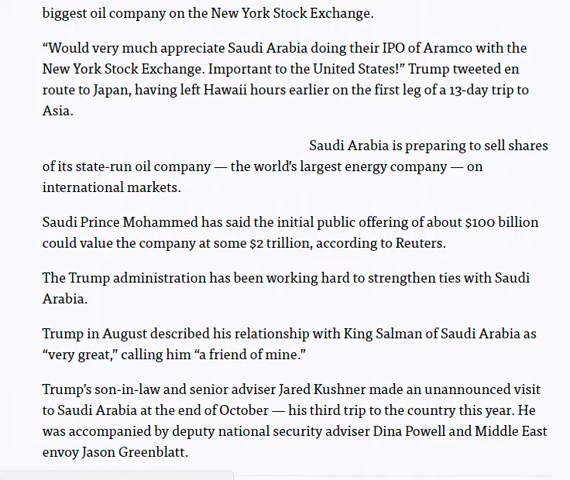 biggest oil company on the New York Stock Exchange.
“Would very much appreciate Saudi Arabia doing their IPO of Aramco with the
New York Stock Exchange. Important to the United States!” Trump tweeted en
route to Japan, having left Hawaii hours earlier on the first leg of a 13-day trip to
Asia.
Saudi Arabia is preparing to sell shares
of its state-run oil company — the world’s largest energy company — on
international markets.
Saudi Prince Mohammed has said the initial public offering of about $100 billion
could value the company at some $2 trillion, according to Reuters.
The Trump administration has been working hard to strengthen ties with Saudi
Arabia.
Trump in August described his relationship with King Salman of Saudi Arabia as
“very great,” calling him “a friend of mine.”
Trump’s son-in-law and senior adviser Jared Kushner made an unannounced visit
to Saudi Arabia at the end of October — his third trip to the country this year. He
was accompanied by deputy national security adviser Dina Powell and Middle East
envoy Jason Greenblatt.